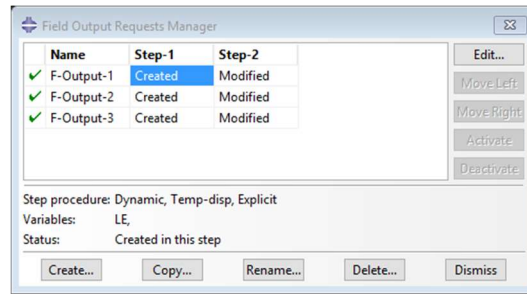 Field Output Requests Manager
Name Step-1 Step-2
Edit...
F-Output-1 Created Modified
Move Left
F-Output-2 Created Modified
Move Right
F-Output-3 Created Modified
Activate
Deactivate
Step procedure: Dynamic, Temp-disp, Explicit
Variables: LE,
Status: Created in this step
Create... Copy... Rename... Delete... Dismiss